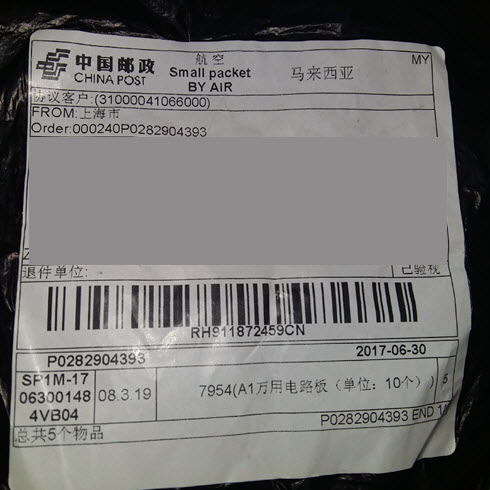 中国邮政
CHINA POST
航空
Small packet
BY AIR
马来西亚
MY
协议客户:(31000041066000)
FROM:上海市
Order:000240P0282904393
Z
退件单位:
已验视
RH911872459CN
P0282904393
2017-06-30
SP1M-17
06300148
4VB04
08.3.19
7954(A1万用电路板（单位：10个）)
5
P0282904393 END 1/
总共5个物品